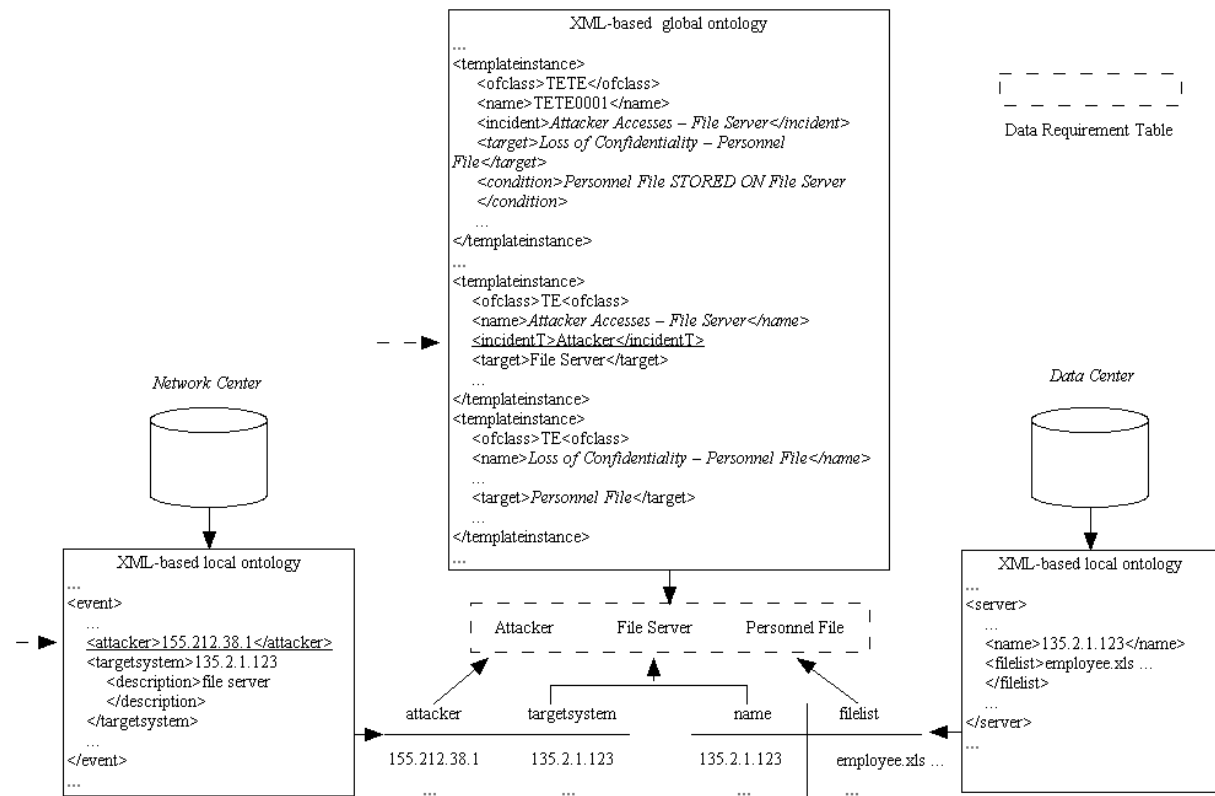 XML-based  global ontology
...
<templateinstance>
<ofclass>TETE</ofclass>
<name>TETE0001</name>
<incident>Attacker Accesses – File Server</incident>
<target>Loss of Confidentiality – Personnel
File</target>
<condition>Personnel File STORED ON File Server
</condition>
...
</templateinstance>
...
<templateinstance>
<ofclass>TE<ofclass>
<name>Attacker Accesses – File Server</name>
<incidentT>Attacker</incidentT>
<target>File Server</target>
...
</templateinstance>
<templateinstance>
<ofclass>TE<ofclass>
<name>Loss of Confidentiality – Personnel File</name>
...
<target>Personnel File</target>
...
</templateinstance>
...
Data Requirement Table
Network Center
Data Center
XML-based local ontology
...
<event>
...
<attacker>155.212.38.1</attacker>
<targetsystem>135.2.1.123
<description>file server
</description>
</targetsystem>
...
</event>
...
Attacker File Server Personnel File
attacker targetsystem name filelist
155.212.38.1 135.2.1.123 135.2.1.123 employee.xls ...
... ... ... ...
XML-based local ontology
...
<server>
...
<name>135.2.1.123</name>
<filelist>employee.xls ...
</filelist>
...
</server>
...